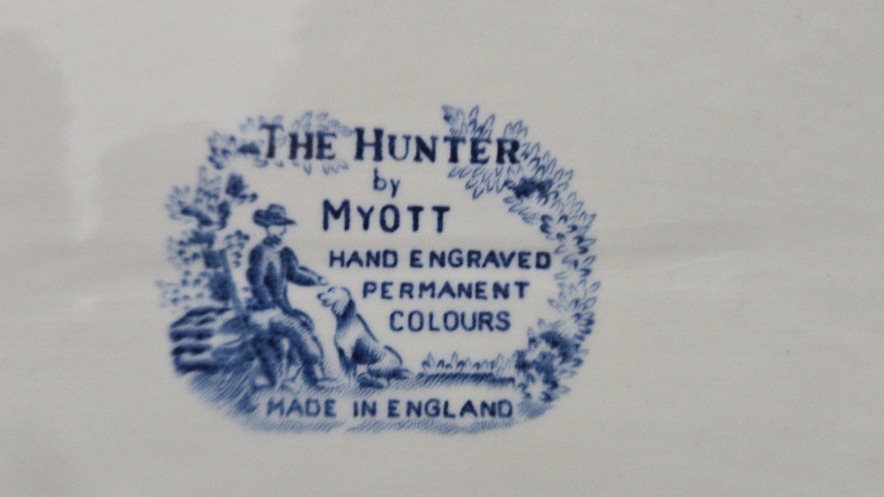 THE HUNTER
by
MYOTT
HAND ENGRAVED
PERMANENT
COLOURS
MADE IN ENGLAND